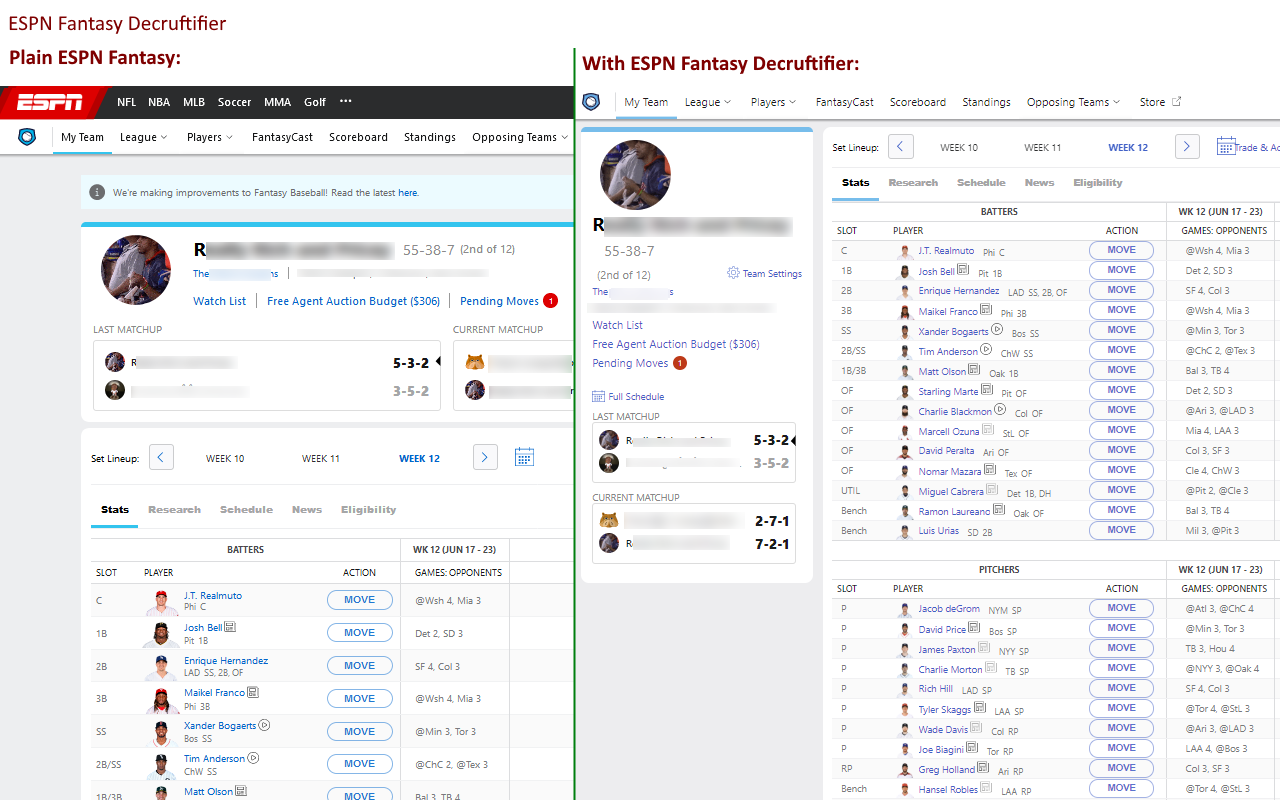 ESPN Fantasy Decruftifier
Plain ESPN Fantasy:
ESPN
NFL NBA MLB Soccer MMA Golf ···
My Team League Players FantasyCast Scoreboard Standings Opposing Teams
We're making improvements to Fantasy Baseball! Read the latest here.
R 55-38-7 (2nd of 12)
The
Watch List Free Agent Auction Budget ($306) Pending Moves 1
LAST MATCHUP CURRENT MATCHUP
R 5-3-2
3-5-2
Set Lineup: WEEK 10 WEEK 11 WEEK 12
Stats Research Schedule News Eligibility
BATTERS WK 12 (JUN 17 - 23)
SLOT PLAYER ACTION GAMES: OPPONENTS
C J.T. Realmuto Phi C MOVE @Wsh 4, Mia 3
1B Josh Bell Pit 1B MOVE Det 2, SD 3
2B Enrique Hernandez LAD SS, 2B, OF MOVE SF 4, Col 3
3B Maikel Franco Phi 3B MOVE @Wsh 4, Mia 3
SS Xander Bogaerts Bos SS MOVE @Min 3, Tor 3
2B/SS Tim Anderson ChW SS MOVE @ChC 2, @Tex 3
1B/3B Matt Olson MOVE Bal 3, TB 4
With ESPN Fantasy Decruftifier:
My Team League Players FantasyCast Scoreboard Standings Opposing Teams Store
R
55-38-7
(2nd of 12) Team Settings
The
Watch List
Free Agent Auction Budget ($306)
Pending Moves 1
Full Schedule
LAST MATCHUP
R 5-3-2
3-5-2
CURRENT MATCHUP
2-7-1
R 7-2-1
Set Lineup: WEEK 10 WEEK 11 WEEK 12 Trade & Ac
Stats Research Schedule News Eligibility
BATTERS WK 12 (JUN 17 - 23)
SLOT PLAYER ACTION GAMES: OPPONENTS
C J.T. Realmuto Phi C MOVE @Wsh 4, Mia 3
1B Josh Bell Pit 1B MOVE Det 2, SD 3
2B Enrique Hernandez LAD SS, 2B, OF MOVE SF 4, Col 3
3B Maikel Franco Phi 3B MOVE @Wsh 4, Mia 3
SS Xander Bogaerts Bos SS MOVE @Min 3, Tor 3
2B/SS Tim Anderson ChW SS MOVE @ChC 2, @Tex 3
1B/3B Matt Olson Oak 1B MOVE Bal 3, TB 4
OF Starling Marte Pit OF MOVE Det 2, SD 3
OF Charlie Blackmon Col OF MOVE @Ari 3, @LAD 3
OF Marcell Ozuna StL OF MOVE Mia 4, LAA 3
OF David Peralta Ari OF MOVE Col 3, SF 3
OF Nomar Mazara Tex OF MOVE Cle 4, ChW 3
UTIL Miguel Cabrera Det 1B, DH MOVE @Pit 2, @Cle 3
Bench Ramon Laureano Oak OF MOVE Bal 3, TB 4
Bench Luis Urias SD 2B MOVE Mil 3, @Pit 3
PITCHERS WK 12 (JUN 17 - 23)
SLOT PLAYER ACTION GAMES: OPPONENTS
P Jacob deGrom NYM SP MOVE @Atl 3, @ChC 4
P David Price Bos SP MOVE @Min 3, Tor 3
P James Paxton NYY SP MOVE TB 3, Hou 4
P Charlie Morton TB SP MOVE @NYY 3, @Oak 4
P Rich Hill LAD SP MOVE SF 4, Col 3
P Tyler Skaggs LAA SP MOVE @Tor 4, @StL 3
P Wade Davis Col RP MOVE @Ari 3, @LAD 3
P Joe Biagini Tor RP MOVE LAA 4, @Bos 3
RP Greg Holland Ari RP MOVE Col 3, SF 3
Bench Hansel Robles LAA RP MOVE @Tor 4, @StL 3